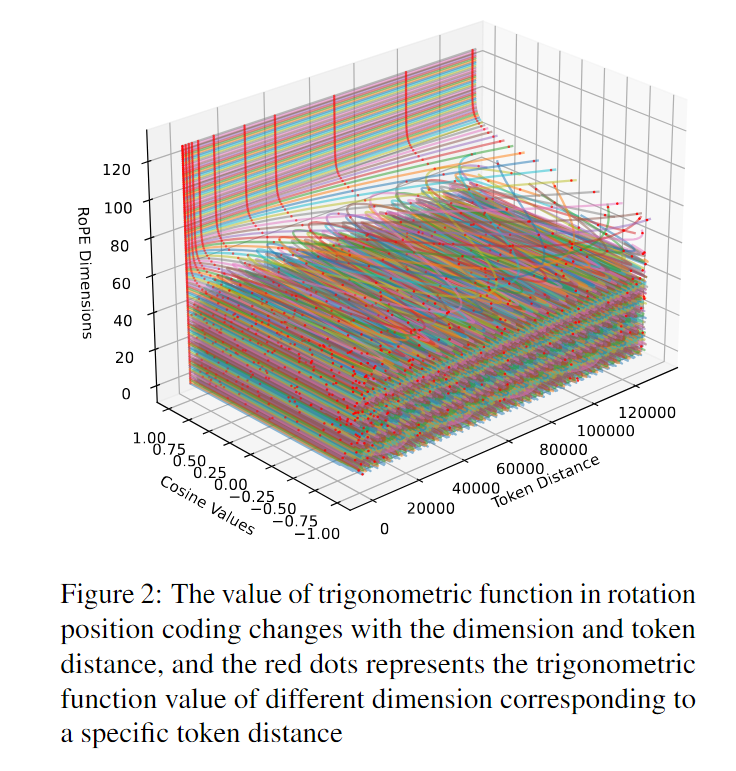 120
100
80
60
40
20
0
RoPE Dimensions
1.00
0.75
0.50
0.25
0.00
−0.25
−0.50
−0.75
−1.00
Cosine Values
0
20000
40000
60000
80000
100000
120000
Token Distance
Figure 2: The value of trigonometric function in rotation
position coding changes with the dimension and token
distance, and the red dots represents the trigonometric
function value of different dimension corresponding to
a specific token distance